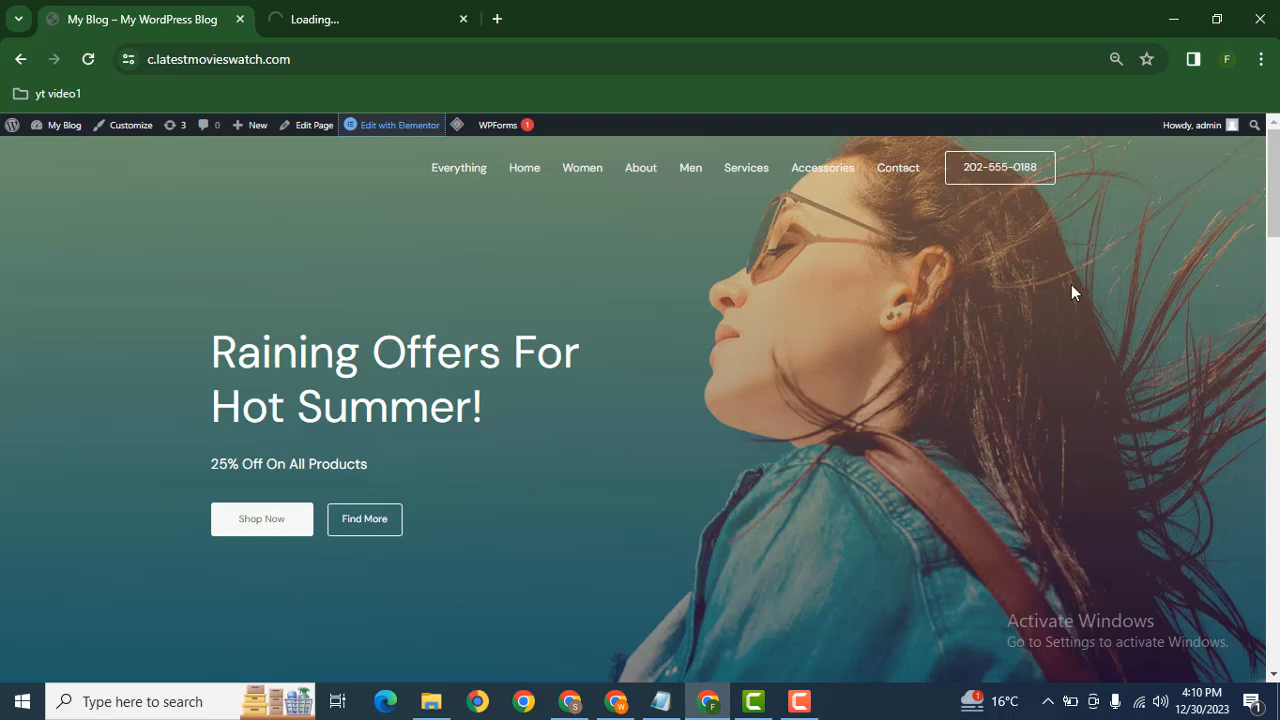 My Blog – My WordPress Blog
Loading...
c.latestmovieswatch.com
F
yt video1
My Blog
Customize
3
0
New
Edit Page
Edit with Elementor
WPForms 1
Howdy, admin
Everything
Home
Women
About
Men
Services
Accessories
Contact
202-555-0188
Raining Offers For
Hot Summer!
25% Off On All Products
Shop Now
Find More
Activate Windows
Go to Settings to activate Windows.
Type here to search
S
W
F
1
16°C
4:10 PM
12/30/2023
1